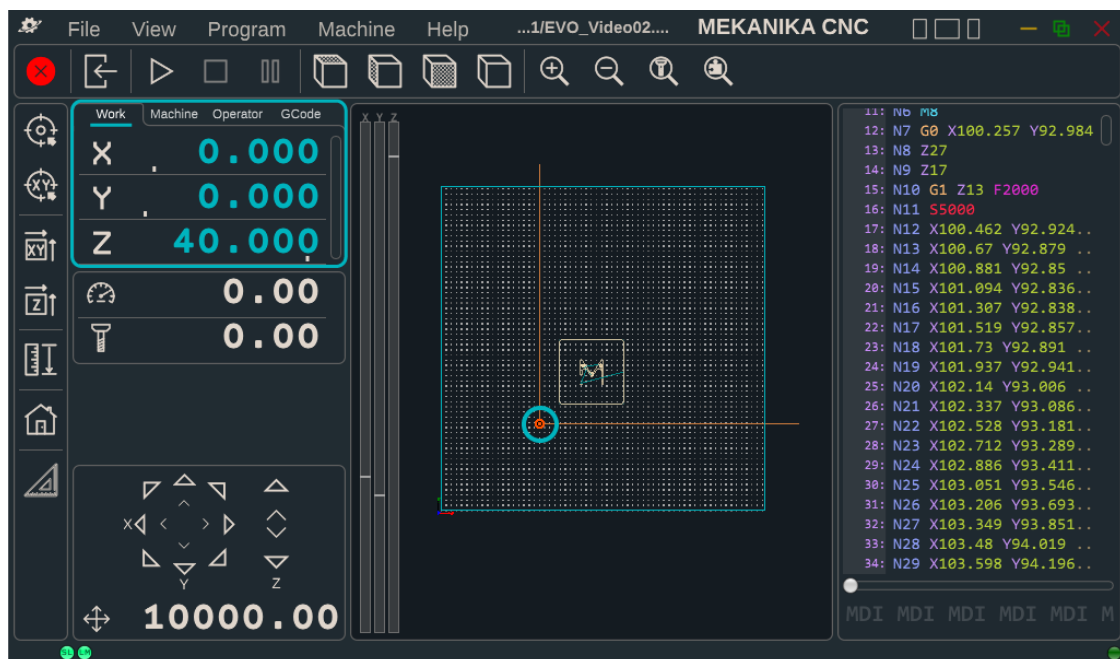 File View Program Machine Help ...1/EVO_Video02.... MEKANIKA CNC
Work Machine Operator GCode
X 0.000
Y 0.000
Z 40.000
0.00
0.00
XY
XY
Z
X
Y Z
10000.00
X Y Z
M
11: N6 M8
12: N7 G0 X100.257 Y92.984
13: N8 Z27
14: N9 Z17
15: N10 G1 Z13 F2000
16: N11 S5000
17: N12 X100.462 Y92.924..
18: N13 X100.67 Y92.879 ..
19: N14 X100.881 Y92.85 ..
20: N15 X101.094 Y92.836..
21: N16 X101.307 Y92.838..
22: N17 X101.519 Y92.857..
23: N18 X101.73 Y92.891 ..
24: N19 X101.937 Y92.941..
25: N20 X102.14 Y93.006 ..
26: N21 X102.337 Y93.086..
27: N22 X102.528 Y93.181..
28: N23 X102.712 Y93.289..
29: N24 X102.886 Y93.411..
30: N25 X103.051 Y93.546..
31: N26 X103.206 Y93.693..
32: N27 X103.349 Y93.851..
33: N28 X103.48 Y94.019 ..
34: N29 X103.598 Y94.196..
MDI MDI MDI MDI MDI M
SL LM